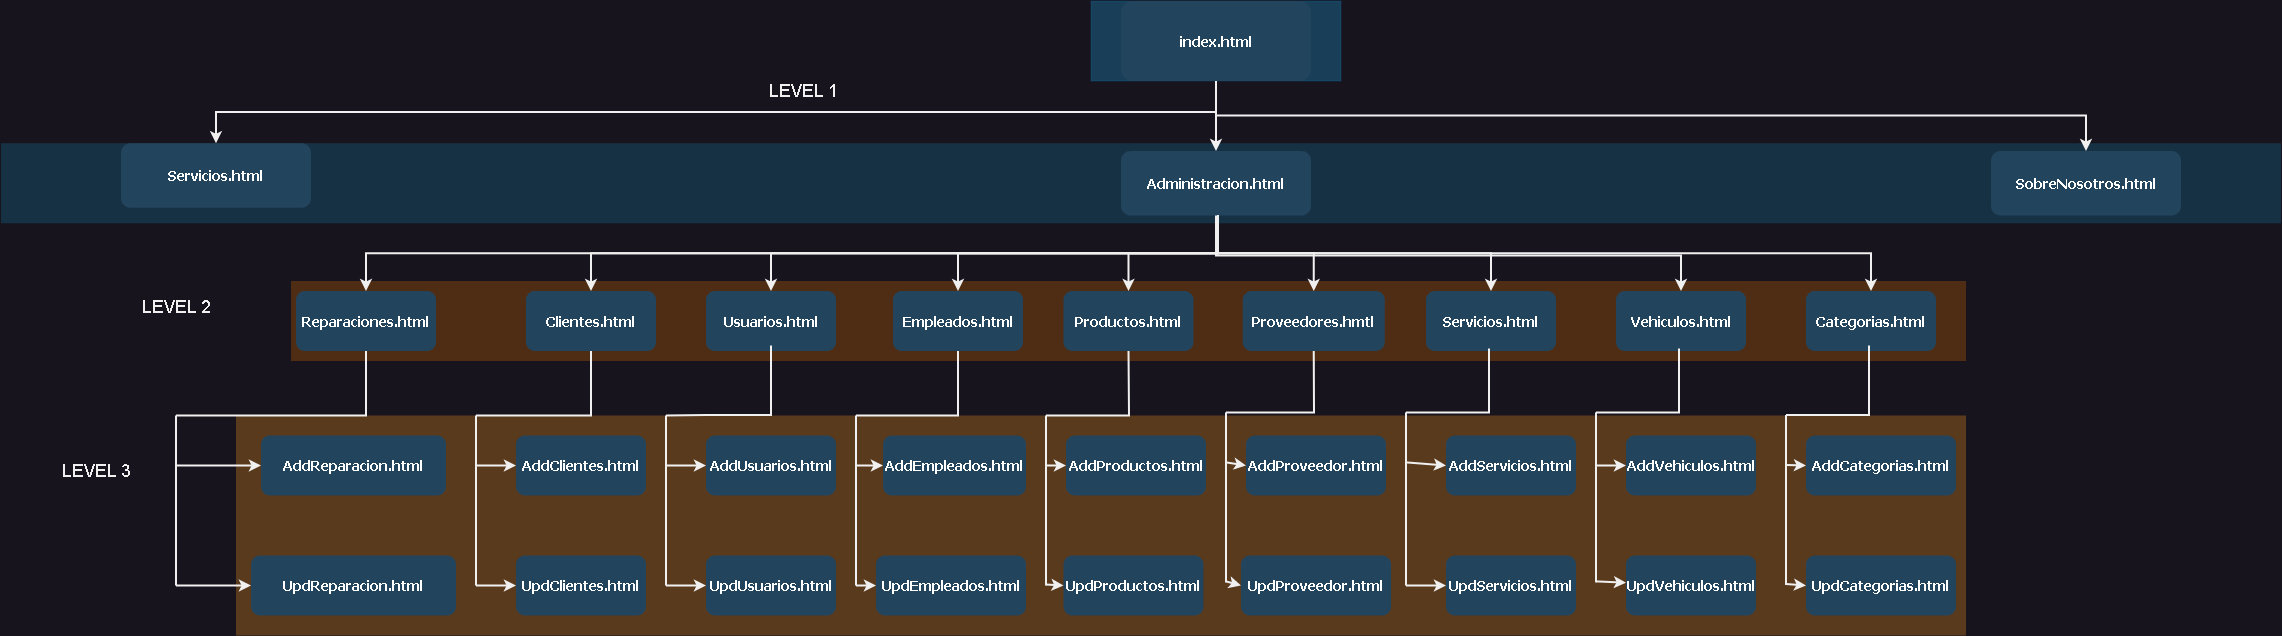 index.html
LEVEL 1
Servicios.html
Administracion.html
SobreNosotros.html
LEVEL 2
Reparaciones.html
Clientes.html
Usuarios.html
Empleados.html
Productos.html
Proveedores.hmtl
Servicios.html
Vehiculos.html
Categorias.html
LEVEL 3
AddReparacion.html
AddClientes.html
AddUsuarios.html
AddEmpleados.html
AddProductos.html
AddProveedor.html
AddServicios.html
AddVehiculos.html
AddCategorias.html
UpdReparacion.html
UpdClientes.html
UpdUsuarios.html
UpdEmpleados.html
UpdProductos.html
UpdProveedor.html
UpdServicios.html
UpdVehiculos.html
UpdCategorias.html